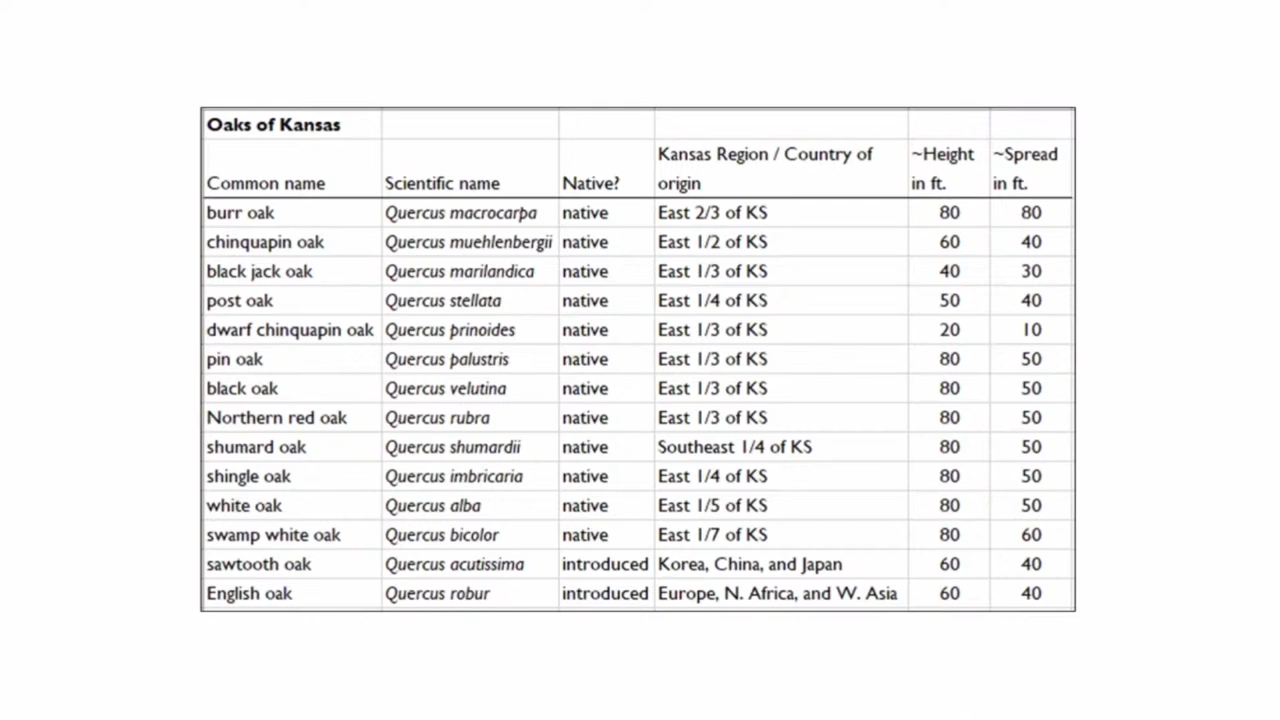 Oaks of Kansas
Common name Scientific name Native? Kansas Region / Country of origin ~Height in ft. ~Spread in ft.
burr oak Quercus macrocarpa native East 2/3 of KS 80 80
chinquapin oak Quercus muehlenbergii native East 1/2 of KS 60 40
black jack oak Quercus marilandica native East 1/3 of KS 40 30
post oak Quercus stellata native East 1/4 of KS 50 40
dwarf chinquapin oak Quercus prinoides native East 1/3 of KS 20 10
pin oak Quercus palustris native East 1/3 of KS 80 50
black oak Quercus velutina native East 1/3 of KS 80 50
Northern red oak Quercus rubra native East 1/3 of KS 80 50
shumard oak Quercus shumardii native Southeast 1/4 of KS 80 50
shingle oak Quercus imbricaria native East 1/4 of KS 80 50
white oak Quercus alba native East 1/5 of KS 80 50
swamp white oak Quercus bicolor native East 1/7 of KS 80 60
sawtooth oak Quercus acutissima introduced Korea, China, and Japan 60 40
English oak Quercus robur introduced Europe, N. Africa, and W. Asia 60 40